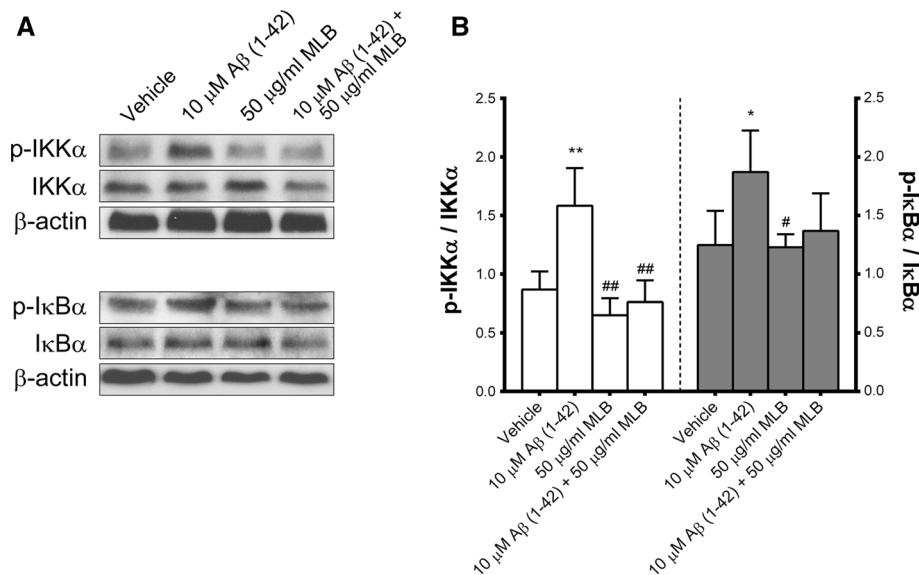 A
Vehicle
10 μM Aβ (1-42)
50 μg/ml MLB
10 μM Aβ (1-42) +
50 μg/ml MLB
p-IKKα
IKKα
β-actin
p-IκBα
IκBα
β-actin
B
p-IKKα / IKKα
2.5
2.0
1.5
1.0
0.5
0.0
**
##
##
*
#
2.5
2.0
1.5
1.0
0.5
0.0
p-IκBα / IκBα
Vehicle
10 μM Aβ (1-42)
50 μg/ml MLB
10 μM Aβ (1-42) + 50 μg/ml MLB
Vehicle
10 μM Aβ (1-42)
50 μg/ml MLB
10 μM Aβ (1-42) + 50 μg/ml MLB